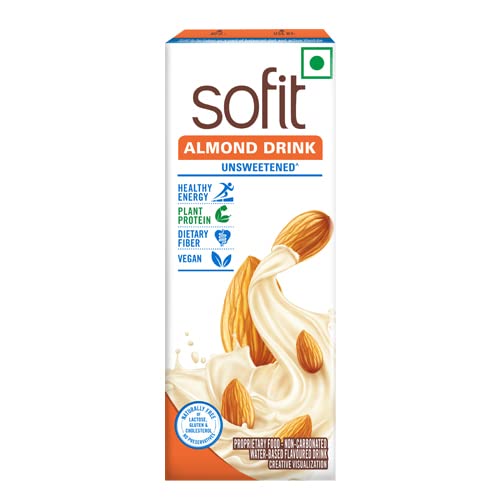 sofit
ALMOND DRINK
UNSWEETENED^
HEALTHY
ENERGY
PLANT
PROTEIN
DIETARY
FIBER
VEGAN
NATURALLY FREE
OF
LACTOSE,
GLUTEN &
CHOLESTEROL
NO PRESERVATIVES
PROPRIETARY FOOD - NON-CARBONATED
WATER-BASED FLAVOURED DRINK
CREATIVE VISUALIZATION